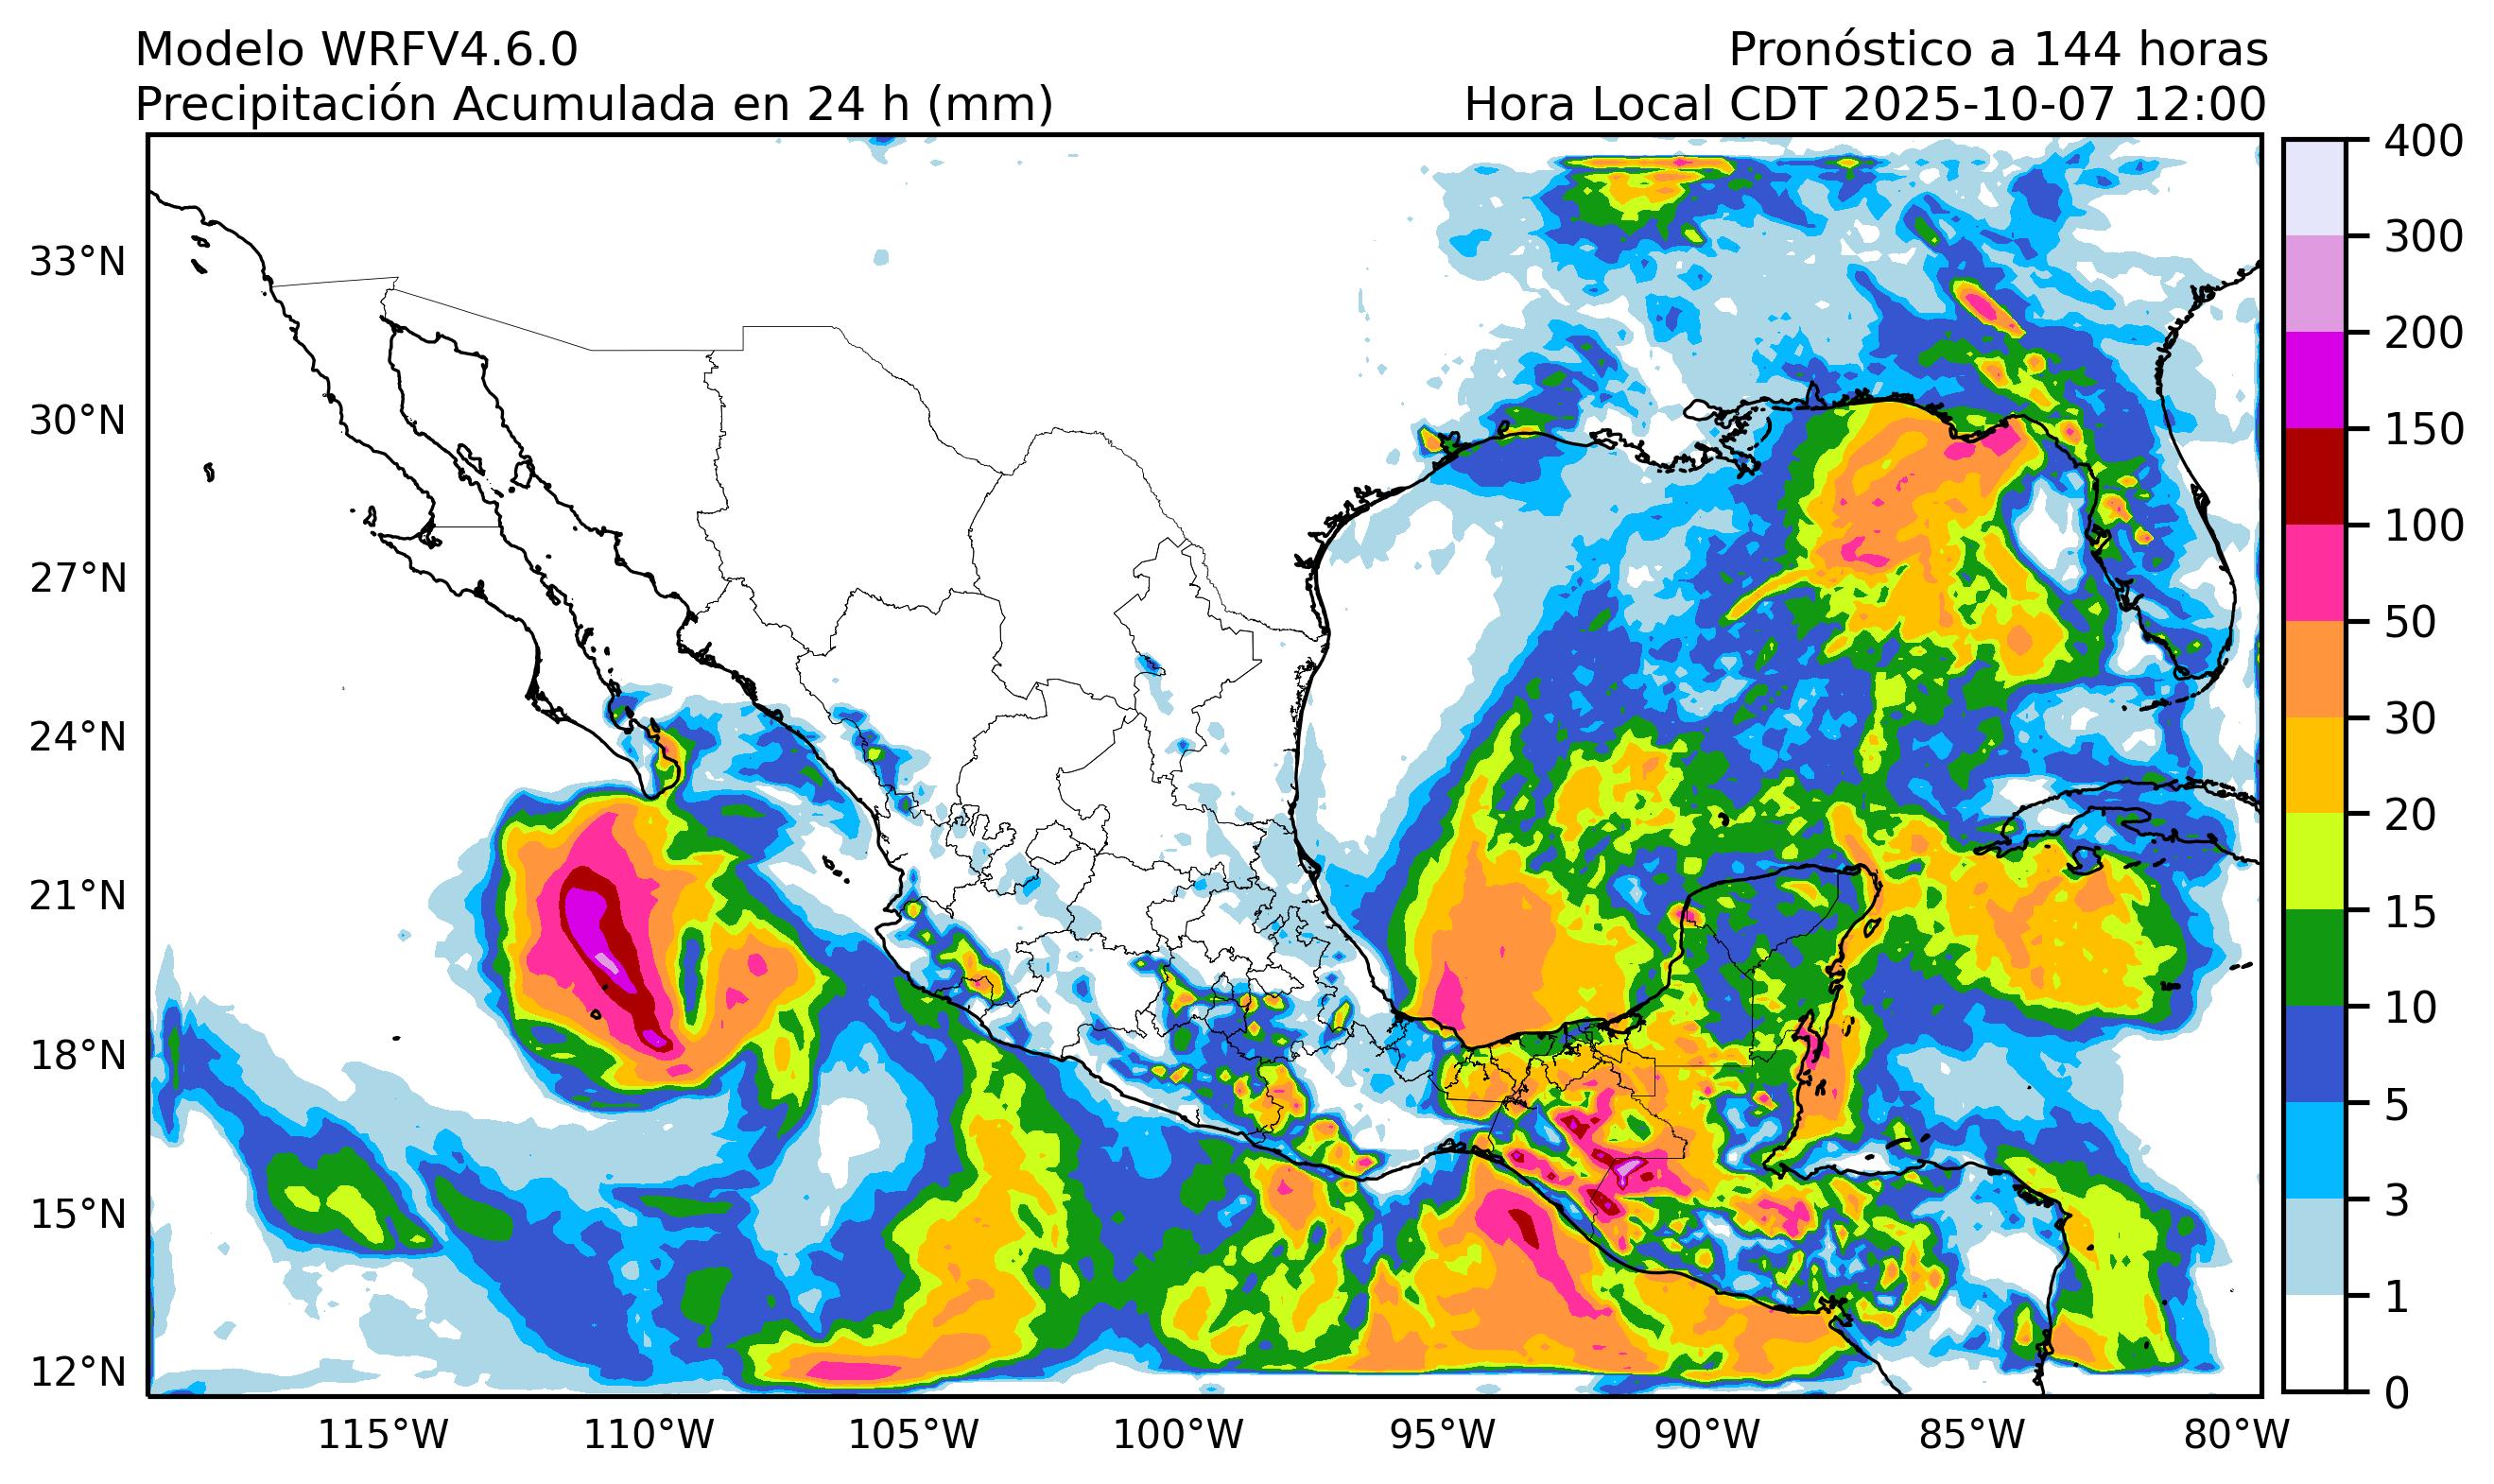 Modelo WRFV4.6.0
Pronóstico a 144 horas
Precipitación Acumulada en 24 h (mm)
Hora Local CDT 2025-10-07 12:00
33°N
30°N
27°N
24°N
21°N
18°N
15°N
12°N
115°W
110°W
105°W
100°W
95°W
90°W
85°W
80°W
400
300
200
150
100
50
30
20
15
10
5
3
1
0